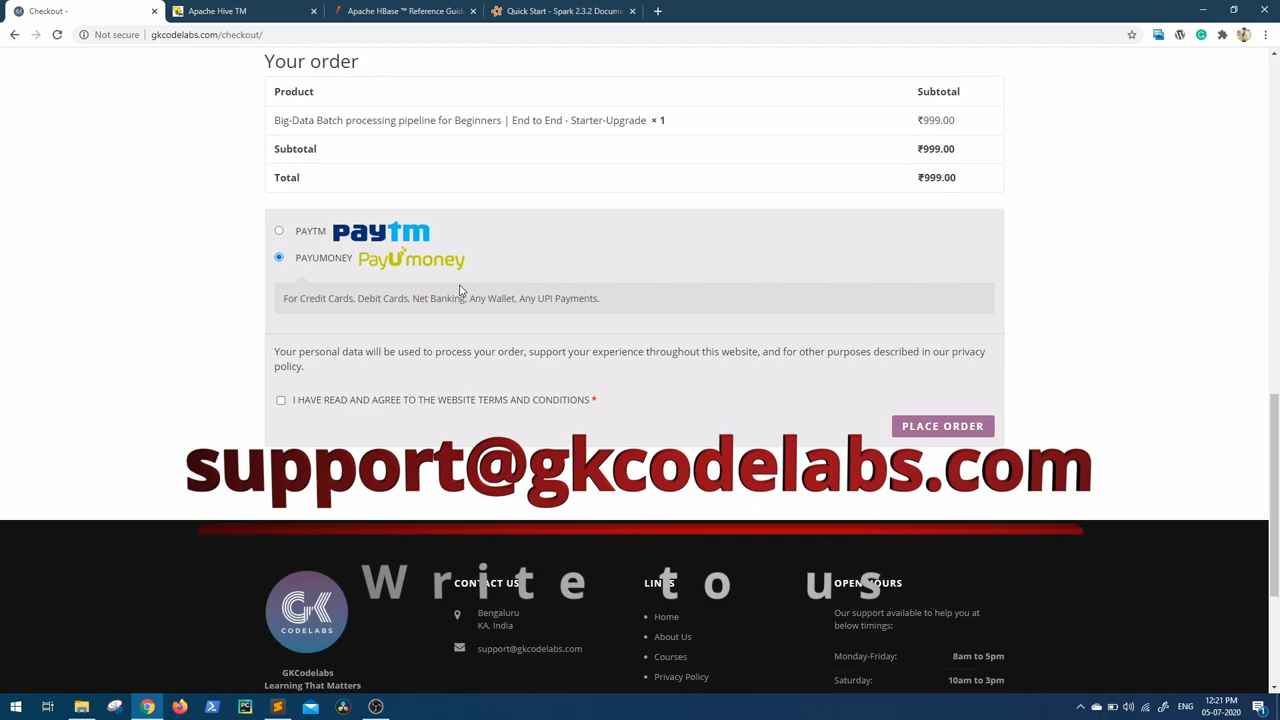 Checkout -
Apache Hive TM
Apache HBase ™ Reference Guid
Quick Start - Spark 2.3.2 Docume
Not secure
gkcodelabs.com/checkout/
Your order
Product Subtotal
Big-Data Batch processing pipeline for Beginners | End to End - Starter-Upgrade × 1 ₹999.00
Subtotal ₹999.00
Total ₹999.00
PAYTM paytm
PAYUMONEY PayUmoney
For Credit Cards, Debit Cards, Net Banking, Any Wallet, Any UPI Payments.
Your personal data will be used to process your order, support your experience throughout this website, and for other purposes described in our privacy
policy.
I HAVE READ AND AGREE TO THE WEBSITE TERMS AND CONDITIONS *
PLACE ORDER
support@gkcodelabs.com
Write to us
GK
CODELABS
GKCodelabs
Learning That Matters
CONTACT US
Bengaluru
KA, India
support@gkcodelabs.com
LINKS
Home
About Us
Courses
Privacy Policy
OPEN HOURS
Our support available to help you at
below timings:
Monday-Friday: 8am to 5pm
Saturday: 10am to 3pm
ENG
12:21 PM
05-07-2020